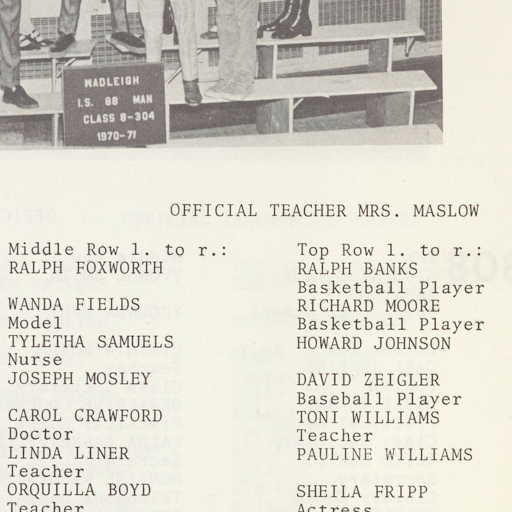 WADLEIGH
I.S. 88 MAN
CLASS 8-304
1970-71
OFFICIAL TEACHER MRS. MASLOW
Middle Row l. to r.:
RALPH FOXWORTH
WANDA FIELDS
Model
TYLETHA SAMUELS
Nurse
JOSEPH MOSLEY
CAROL CRAWFORD
Doctor
LINDA LINER
Teacher
ORQUILLA BOYD
Teacher
Top Row l. to r.:
RALPH BANKS
Basketball Player
RICHARD MOORE
Basketball Player
HOWARD JOHNSON
DAVID ZEIGLER
Baseball Player
TONI WILLIAMS
Teacher
PAULINE WILLIAMS
SHEILA FRIPP
Actress